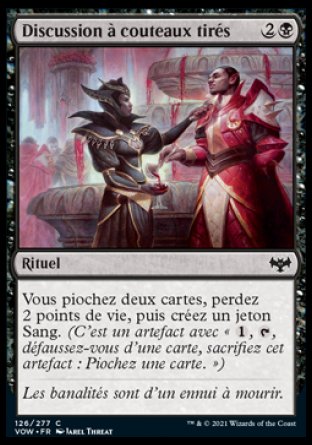 Discussion à couteaux tirés 2
Rituel
Vous piochez deux cartes, perdez
2 points de vie, puis créez un jeton
Sang. (C'est un artefact avec « 1, 
défaussez-vous d'une carte, sacrifiez cet
artefact : Piochez une carte. »)
Les banalités sont d'un ennui à mourir.
126/277 C
VOW • FR JAREL THREAT
™ & © 2021 Wizards of the Coast